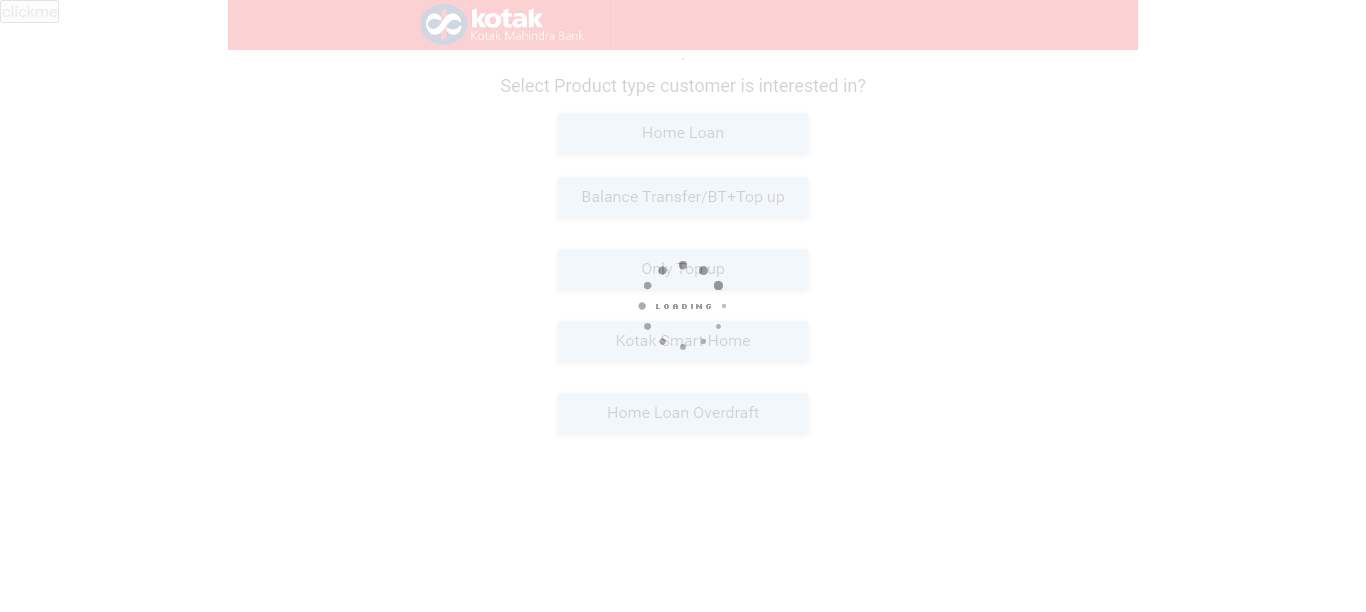 clickme
kotak
Kotak Mahindra Bank
Select Product type customer is interested in?
Home Loan
Balance Transfer/BT+Top up
Only Top up
LOADING
Kotak Smart Home
Home Loan Overdraft